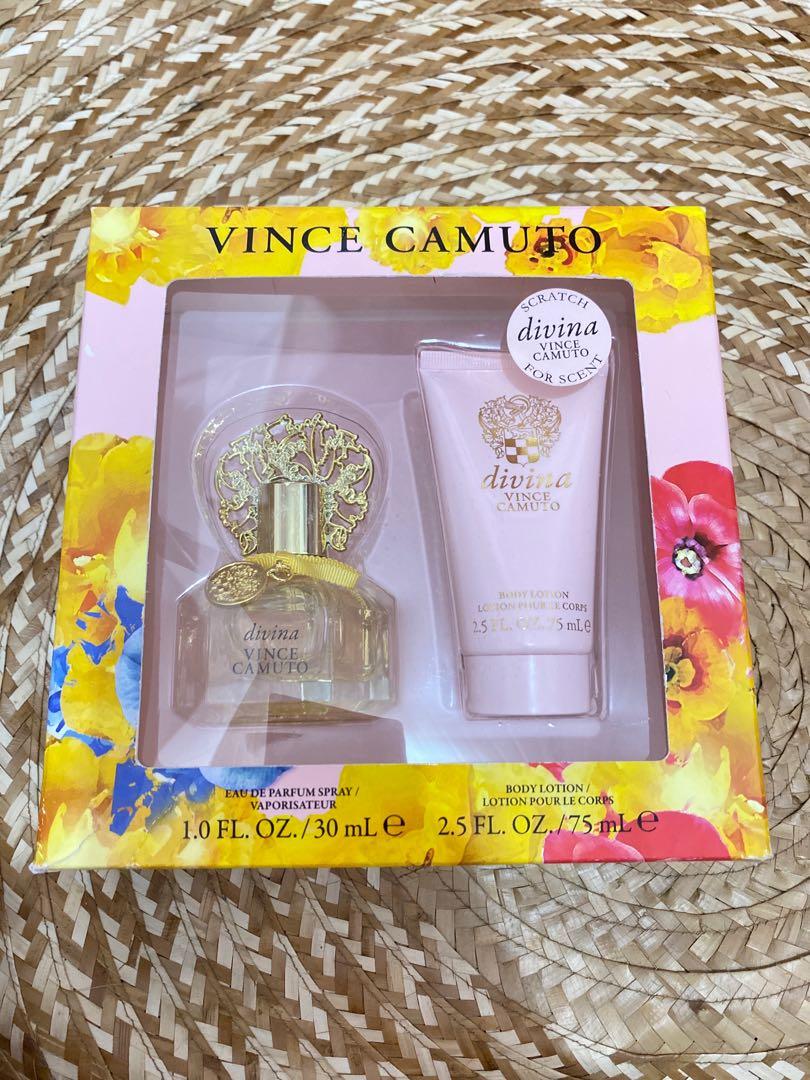 VINCE CAMUTO
SCRATCH
divina
VINCE
CAMUTO
FOR SCENT
divina
VINCE
CAMUTO
BODY LOTION
LOTION POUR LE CORPS
2.5 FL. OZ. 75 mL e
divina
VINCE
CAMUTO
EAU DE PARFUM SPRAY /
VAPORISATEUR
1.0 FL. OZ./30 mL e
BODY LOTION /
LOTION POUR LE CORPS
2.5 FL. OZ./75 mL e